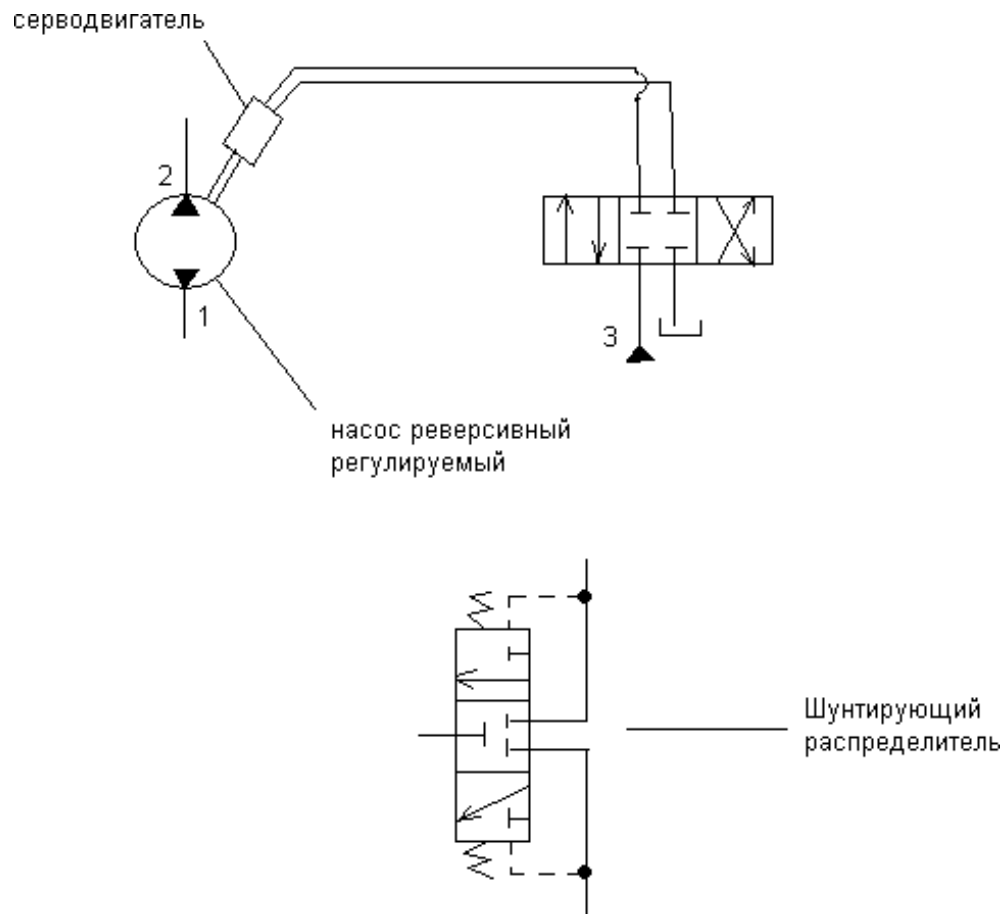 серводвигатель
2
1
3
насос реверсивный
регулируемый
Шунтирующий
распределитель